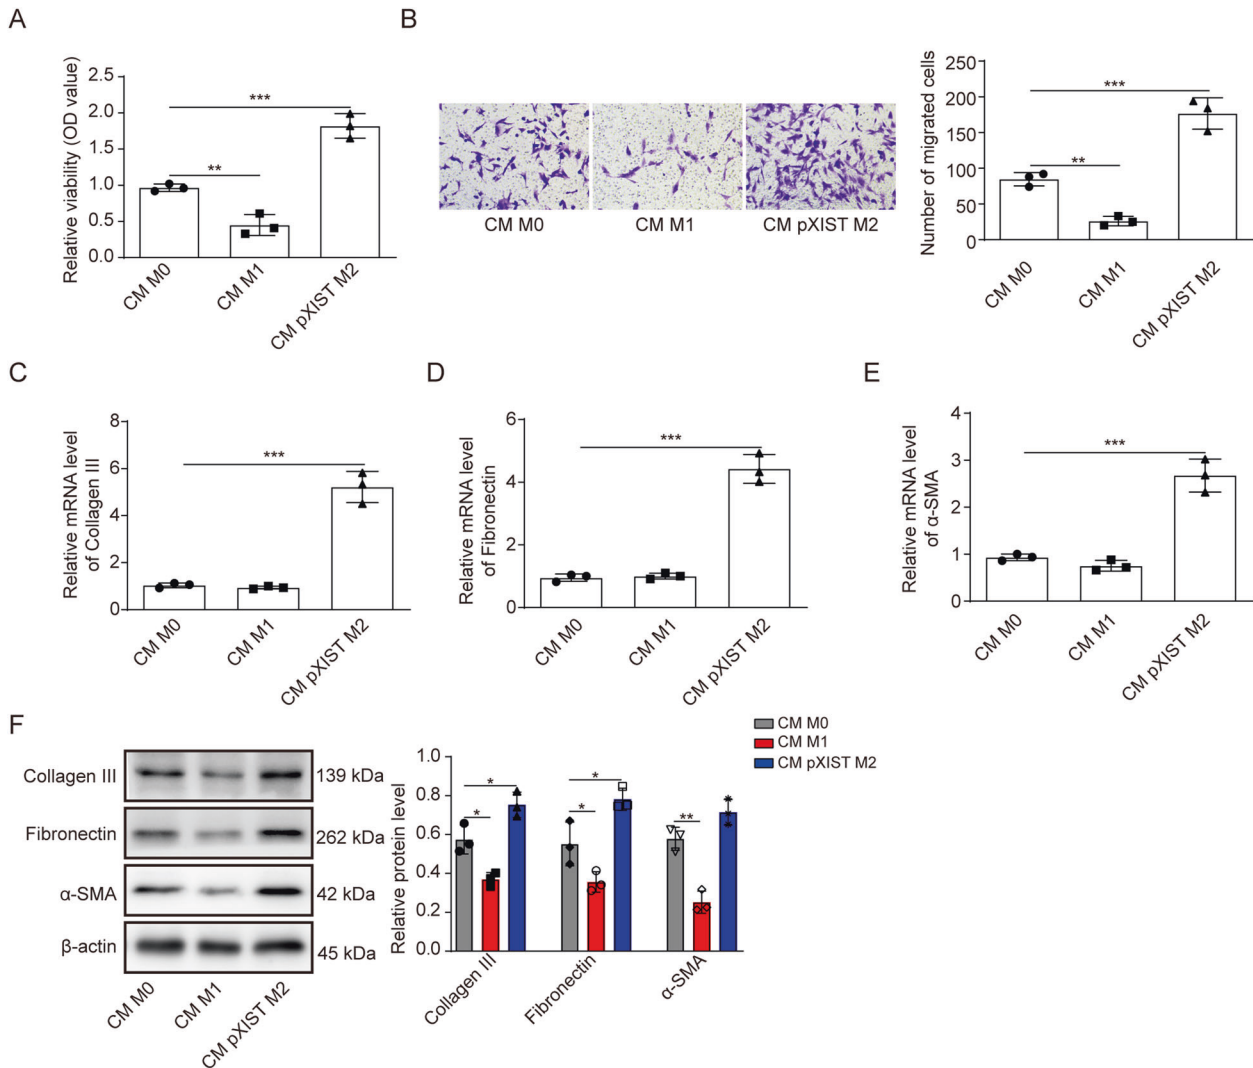 A
Relative viability (OD value)
2.5
2.0
1.5
1.0
0.5
0.0
***
**
CM M0
CM M1
CM pXIST M2
B
CM M0
CM M1
CM pXIST M2
Number of migrated cells
250
200
150
100
50
0
***
**
CM M0
CM M1
CM pXIST M2
C
Relative mRNA level
of Collagen III
8
6
4
2
0
***
CM M0
CM M1
CM pXIST M2
D
Relative mRNA level
of Fibronectin
6
4
2
0
***
CM M0
CM M1
CM pXIST M2
E
Relative mRNA level
of α-SMA
4
3
2
1
0
***
CM M0
CM M1
CM pXIST M2
F
Collagen III
139 kDa
Fibronectin
262 kDa
α-SMA
42 kDa
β-actin
45 kDa
CM M0
CM M1
CM pXIST M2
CM M0
CM M1
CM pXIST M2
Relative protein level
1.0
0.8
0.6
0.4
0.2
0.0
*
*
*
*
**
Collagen III
Fibronectin
α-SMA